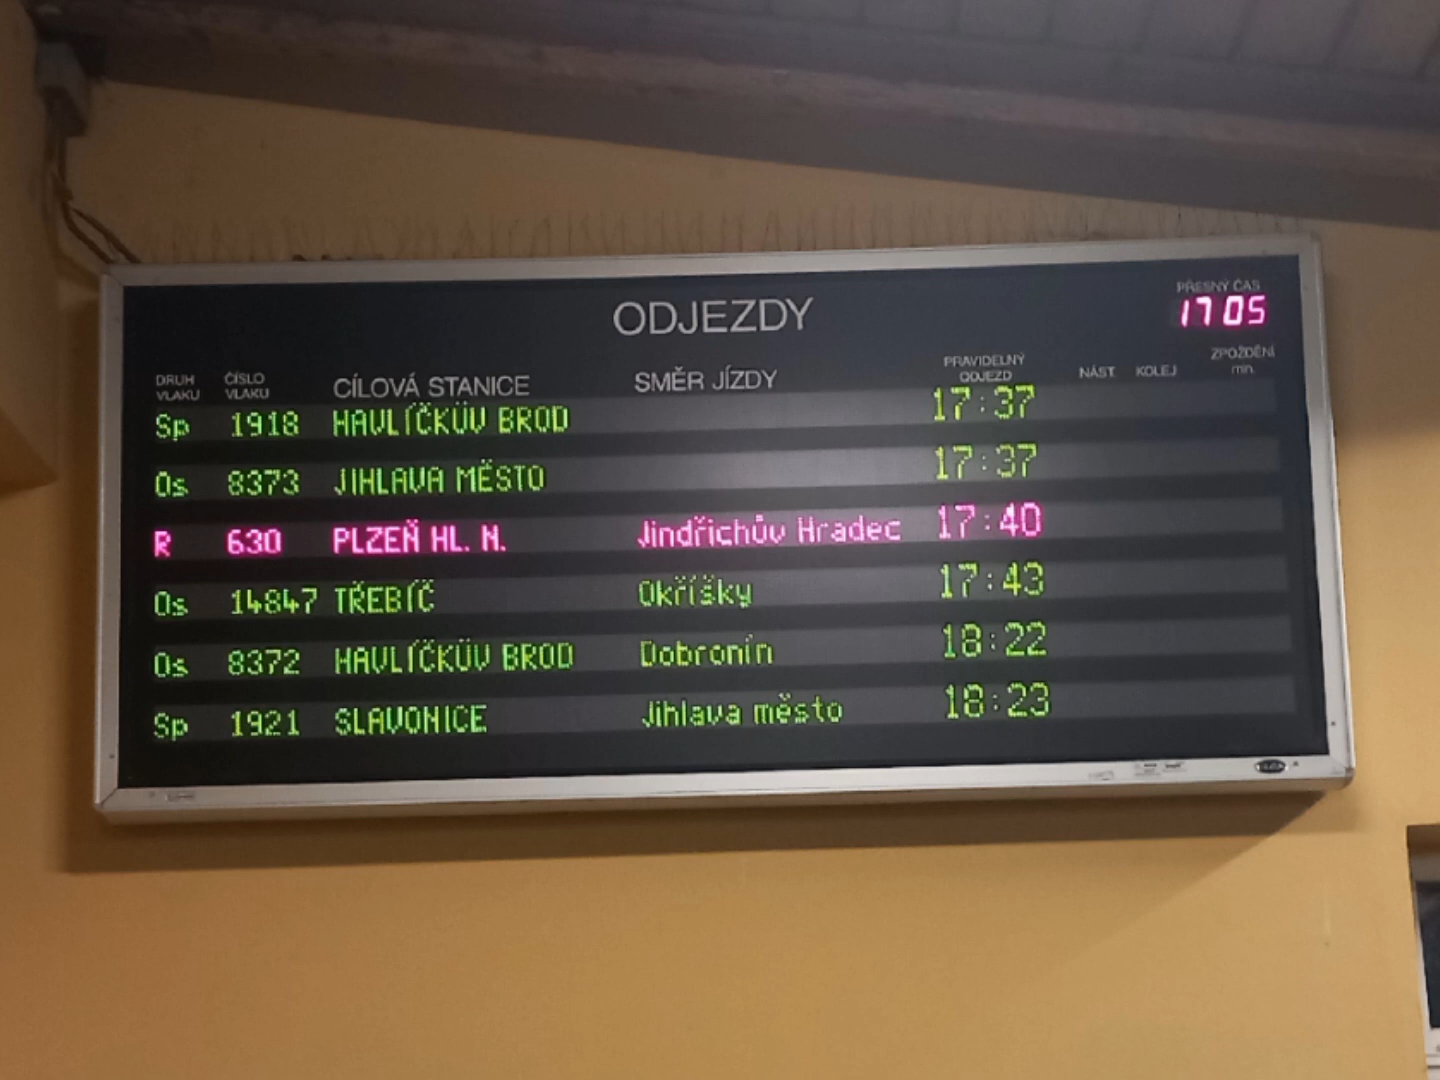 ODJEZDY
PŘESNÝ ČAS
17 05
DRUH VLAKU ČÍSLO VLAKU CÍLOVÁ STANICE SMĚR JÍZDY PRAVIDELNÝ ODJEZD NÁST. KOLEJ ZPOŽDĚNÍ min.
Sp 1918 HAVLÍČKŮV BROD 17:37
Os 8373 JIHLAVA MĚSTO 17:37
R 630 PLZEŇ HL. N. Jindřichův Hradec 17:40
Os 14847 TŘEBÍČ Okříšky 17:43
Os 8372 HAVLÍČKŮV BROD Dobronín 18:22
Sp 1921 SLAVONICE Jihlava město 18:23